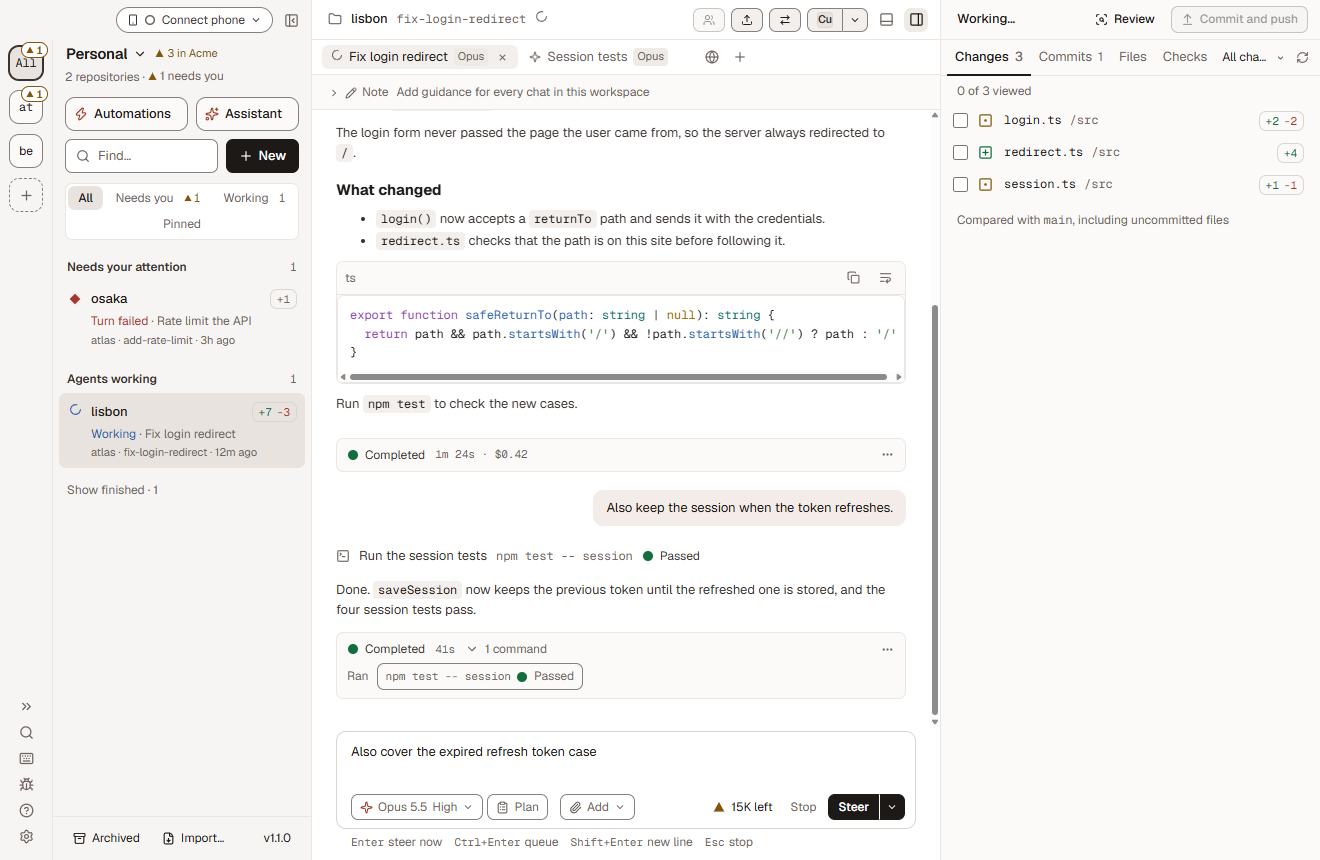 Connect phone
1
All
1
at
be
Personal
3 in Acme
2 repositories · 1 needs you
Automations
Assistant
Find...
New
All
Needs you 1
Working 1
Pinned
Needs your attention 1
osaka +1
Turn failed · Rate limit the API
atlas · add-rate-limit · 3h ago
Agents working 1
lisbon +7 -3
Working · Fix login redirect
atlas · fix-login-redirect · 12m ago
Show finished · 1
Archived
Import...
v1.1.0
lisbon fix-login-redirect
Cu
Fix login redirect Opus ×
Session tests Opus
Note Add guidance for every chat in this workspace
The login form never passed the page the user came from, so the server always redirected to
/ .
What changed
• login() now accepts a returnTo path and sends it with the credentials.
• redirect.ts checks that the path is on this site before following it.
ts
export function safeReturnTo(path: string | null): string {
return path && path.startsWith('/') && !path.startsWith('//') ? path : '/'
}
Run npm test to check the new cases.
Completed 1m 24s · $0.42
Also keep the session when the token refreshes.
Run the session tests npm test -- session Passed
Done. saveSession now keeps the previous token until the refreshed one is stored, and the
four session tests pass.
Completed 41s 1 command
Ran npm test -- session Passed
Also cover the expired refresh token case
Opus 5.5 High
Plan
Add
15K left
Stop
Steer
Enter steer now Ctrl+Enter queue Shift+Enter new line Esc stop
Working...
Review
Commit and push
Changes 3
Commits 1
Files
Checks
All cha...
0 of 3 viewed
login.ts /src +2 -2
redirect.ts /src +4
session.ts /src +1 -1
Compared with main, including uncommitted files